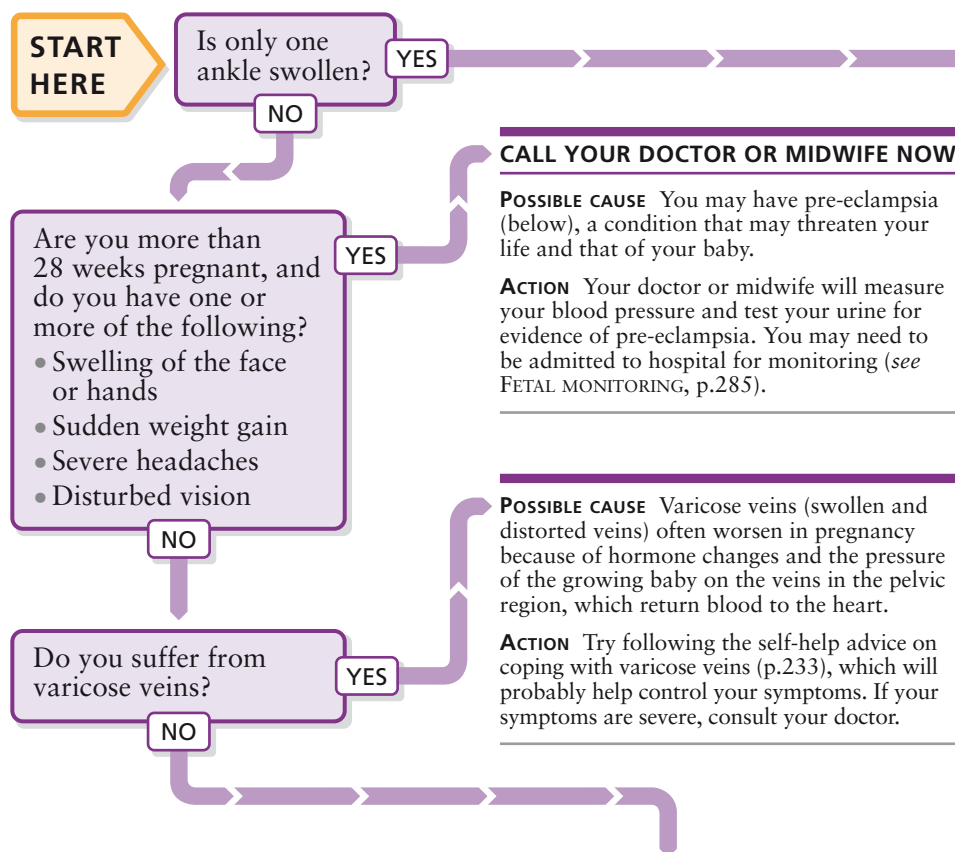 START
HERE
Is only one
ankle swollen?
YES
NO
Are you more than
28 weeks pregnant, and
do you have one or
more of the following?
• Swelling of the face
or hands
• Sudden weight gain
• Severe headaches
• Disturbed vision
YES
NO
CALL YOUR DOCTOR OR MIDWIFE NOW
POSSIBLE CAUSE You may have pre-eclampsia
(below), a condition that may threaten your
life and that of your baby.
ACTION Your doctor or midwife will measure
your blood pressure and test your urine for
evidence of pre-eclampsia. You may need to
be admitted to hospital for monitoring (see
FETAL MONITORING, p.285).
Do you suffer from
varicose veins?
YES
NO
POSSIBLE CAUSE Varicose veins (swollen and
distorted veins) often worsen in pregnancy
because of hormone changes and the pressure
of the growing baby on the veins in the pelvic
region, which return blood to the heart.
ACTION Try following the self-help advice on
coping with varicose veins (p.233), which will
probably help control your symptoms. If your
symptoms are severe, consult your doctor.